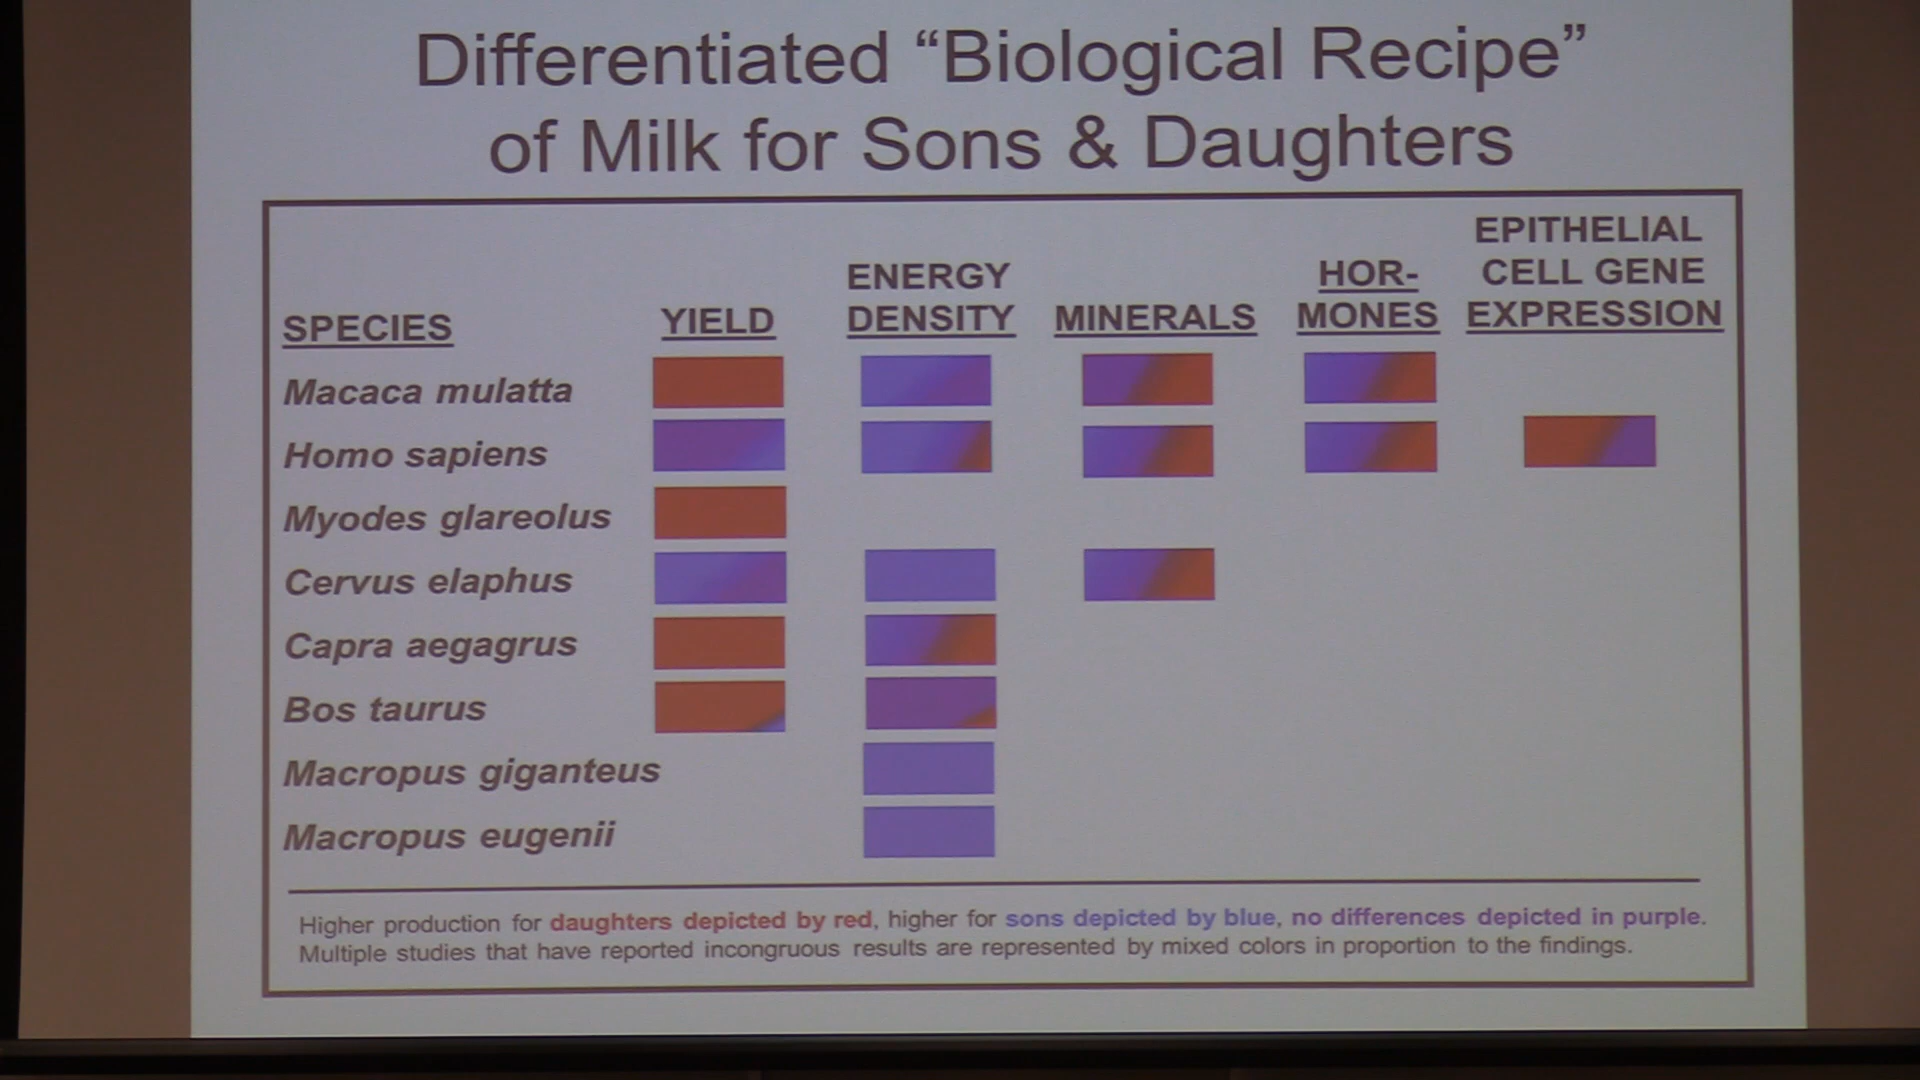 Differentiated “Biological Recipe”
of Milk for Sons & Daughters
SPECIES
YIELD
ENERGY
DENSITY
MINERALS
HOR-
MONES
EPITHELIAL
CELL GENE
EXPRESSION
Macaca mulatta
Homo sapiens
Myodes glareolus
Cervus elaphus
Capra aegagrus
Bos taurus
Macropus giganteus
Macropus eugenii
Higher production for daughters depicted by red, higher for sons depicted by blue, no differences depicted in purple.
Multiple studies that have reported incongruous results are represented by mixed colors in proportion to the findings.